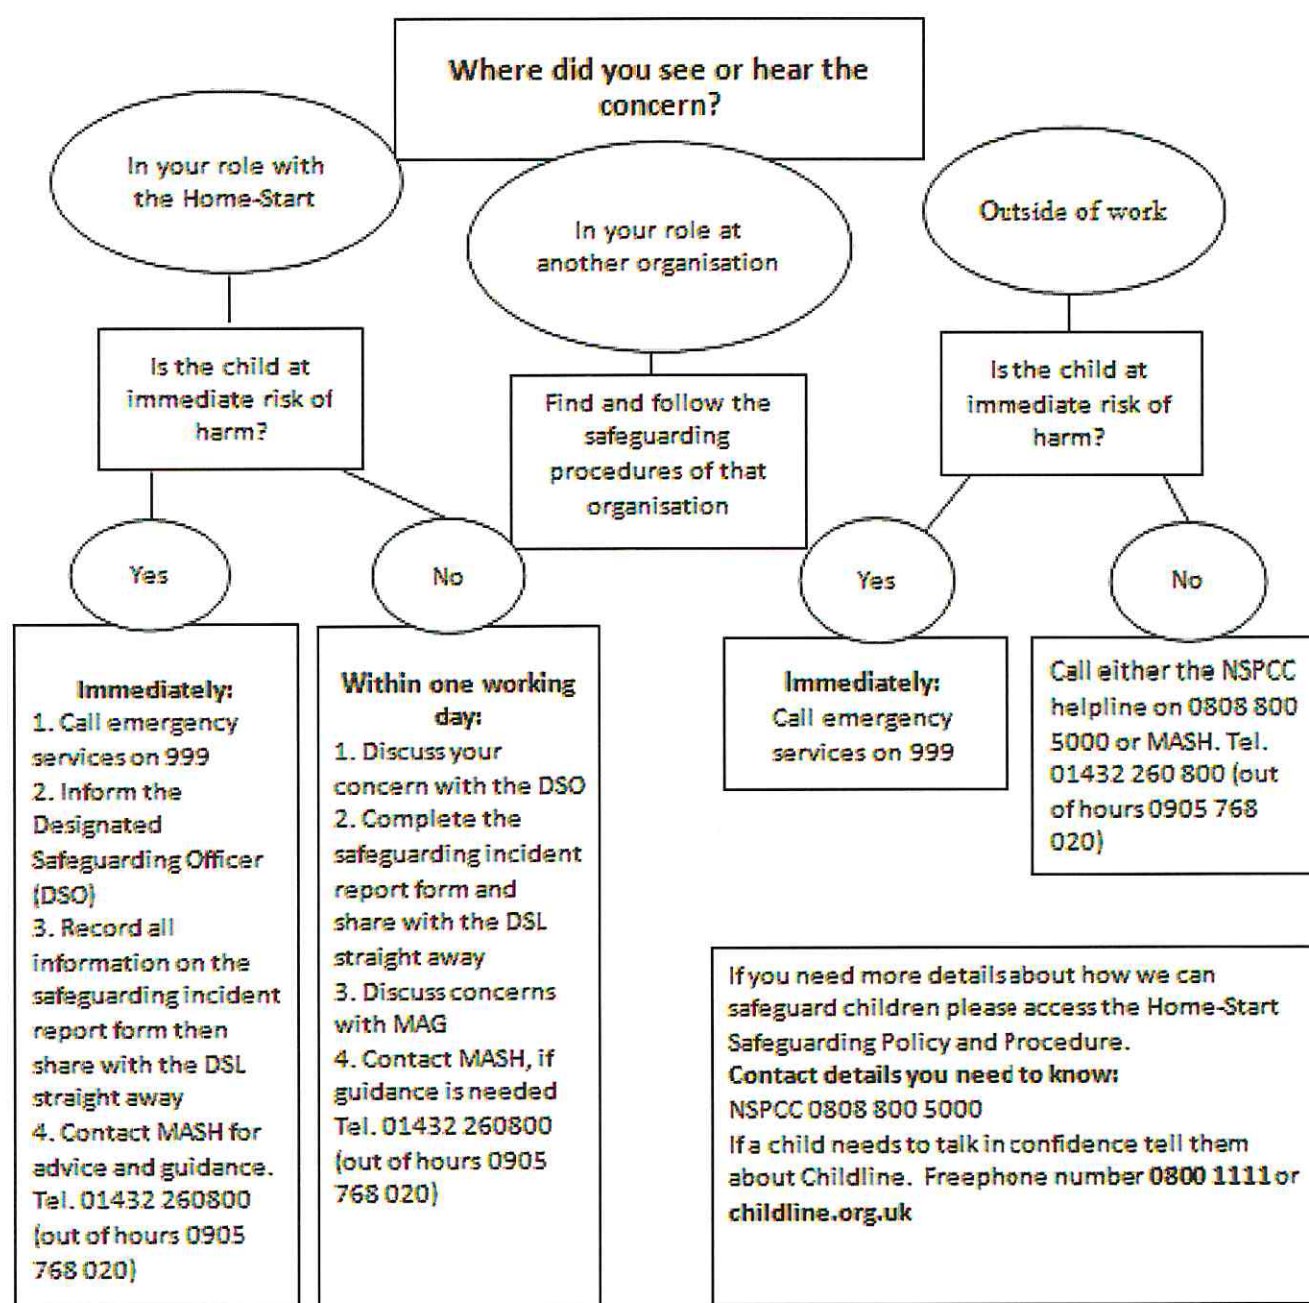 Where did you see or hear the
concern?
In your role with
the Home-Start
In your role at
another organisation
Outside of work
Is the child at
immediate risk of
harm?
Find and follow the
safeguarding
procedures of that
organisation
Is the child at
immediate risk of
harm?
Yes
No
Yes
No
Immediately:
1. Call emergency
services on 999
2. Inform the
Designated
Safeguarding Officer
(DSO)
3. Record all
information on the
safeguarding incident
report form then
share with the DSL
straight away
4. Contact MASH for
advice and guidance.
Tel. 01432 260800
(out of hours 0905
768 020)
Within one working
day:
1. Discuss your
concern with the DSO
2. Complete the
safeguarding incident
report form and
share with the DSL
straight away
3. Discuss concerns
with MAG
4. Contact MASH, if
guidance is needed
Tel. 01432 260800
(out of hours 0905
768 020)
Immediately:
Call emergency
services on 999
Call either the NSPCC
helpline on 0808 800
5000 or MASH. Tel.
01432 260 800 (out
of hours 0905 768
020)
If you need more details about how we can
safeguard children please access the Home-Start
Safeguarding Policy and Procedure.
Contact details you need to know:
NSPCC 0808 800 5000
If a child needs to talk in confidence tell them
about Childline.  Freephone number 0800 1111 or
childline.org.uk